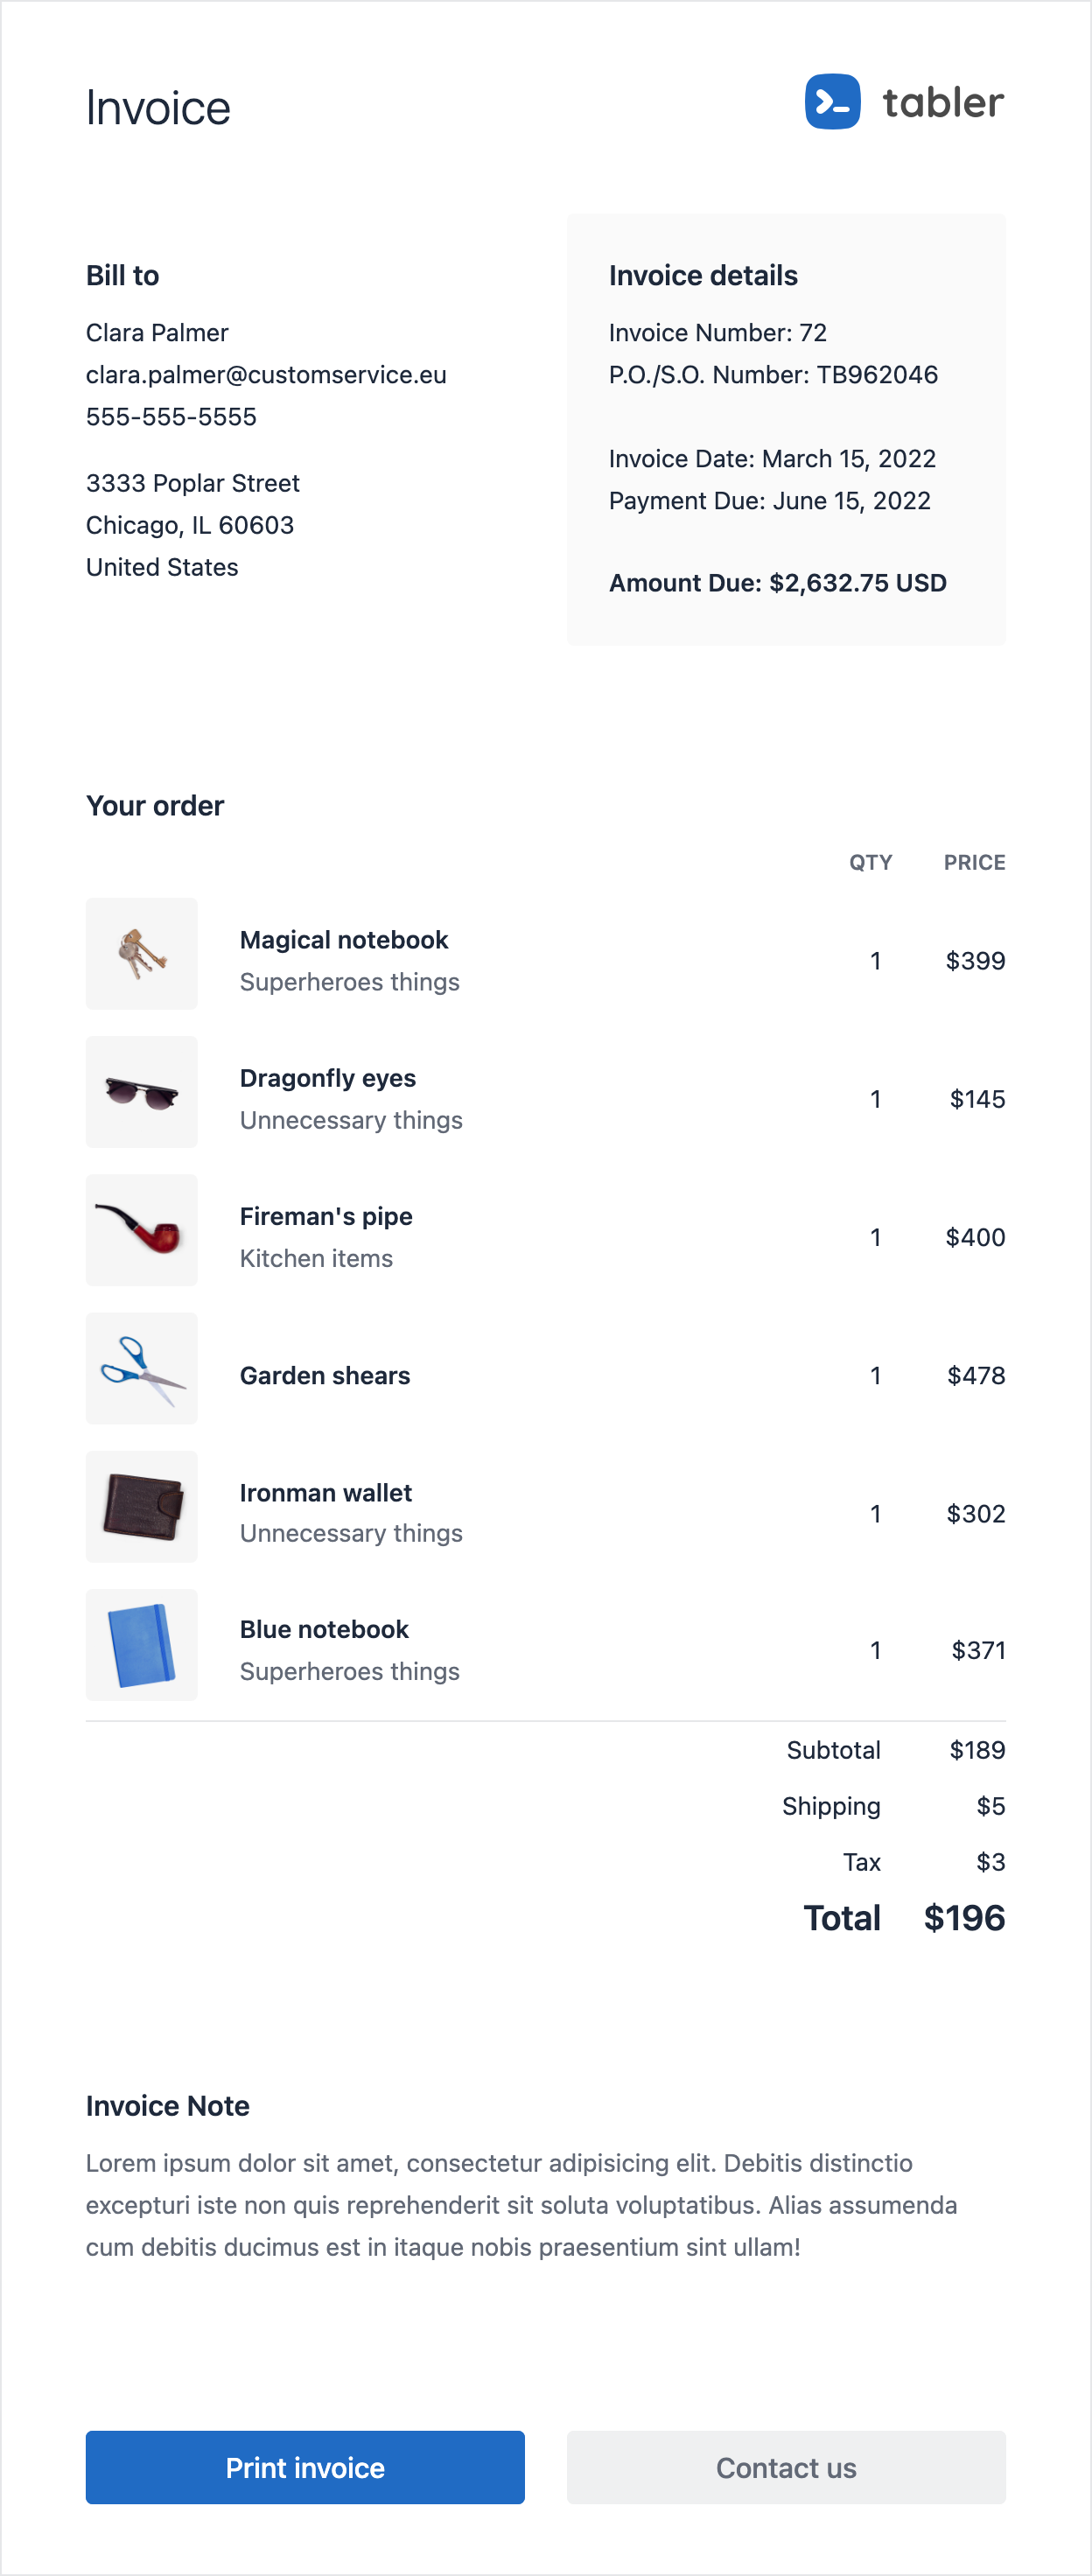 Invoice
tabler
Bill to
Clara Palmer
clara.palmer@customservice.eu
555-555-5555
3333 Poplar Street
Chicago, IL 60603
United States
Invoice details
Invoice Number: 72
P.O./S.O. Number: TB962046
Invoice Date: March 15, 2022
Payment Due: June 15, 2022
Amount Due: $2,632.75 USD
Your order
QTY PRICE
Magical notebook
Superheroes things
1 $399
Dragonfly eyes
Unnecessary things
1 $145
Fireman's pipe
Kitchen items
1 $400
Garden shears 1 $478
Ironman wallet
Unnecessary things
1 $302
Blue notebook
Superheroes things
1 $371
Subtotal $189
Shipping $5
Tax $3
Total $196
Invoice Note
Lorem ipsum dolor sit amet, consectetur adipisicing elit. Debitis distinctio
excepturi iste non quis reprehenderit sit soluta voluptatibus. Alias assumenda
cum debitis ducimus est in itaque nobis praesentium sint ullam!
Print invoice
Contact us